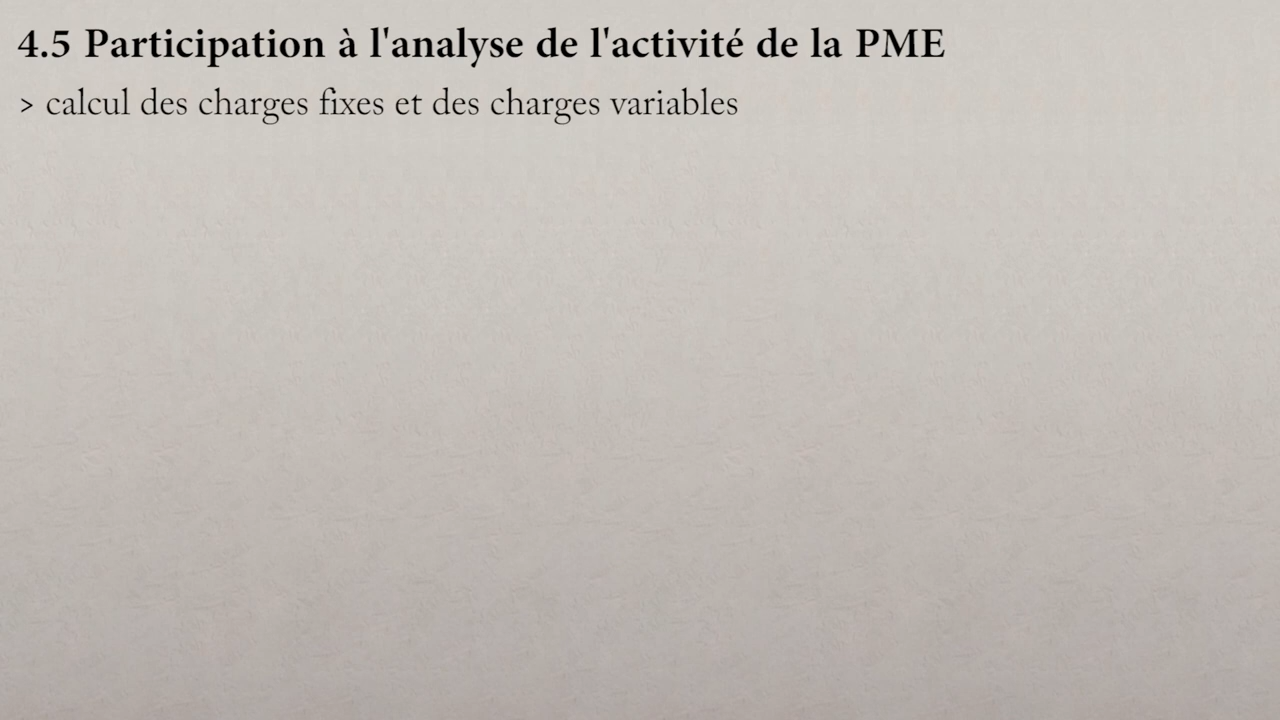 4.5 Participation à l'analyse de l'activité de la PME
> calcul des charges fixes et des charges variables